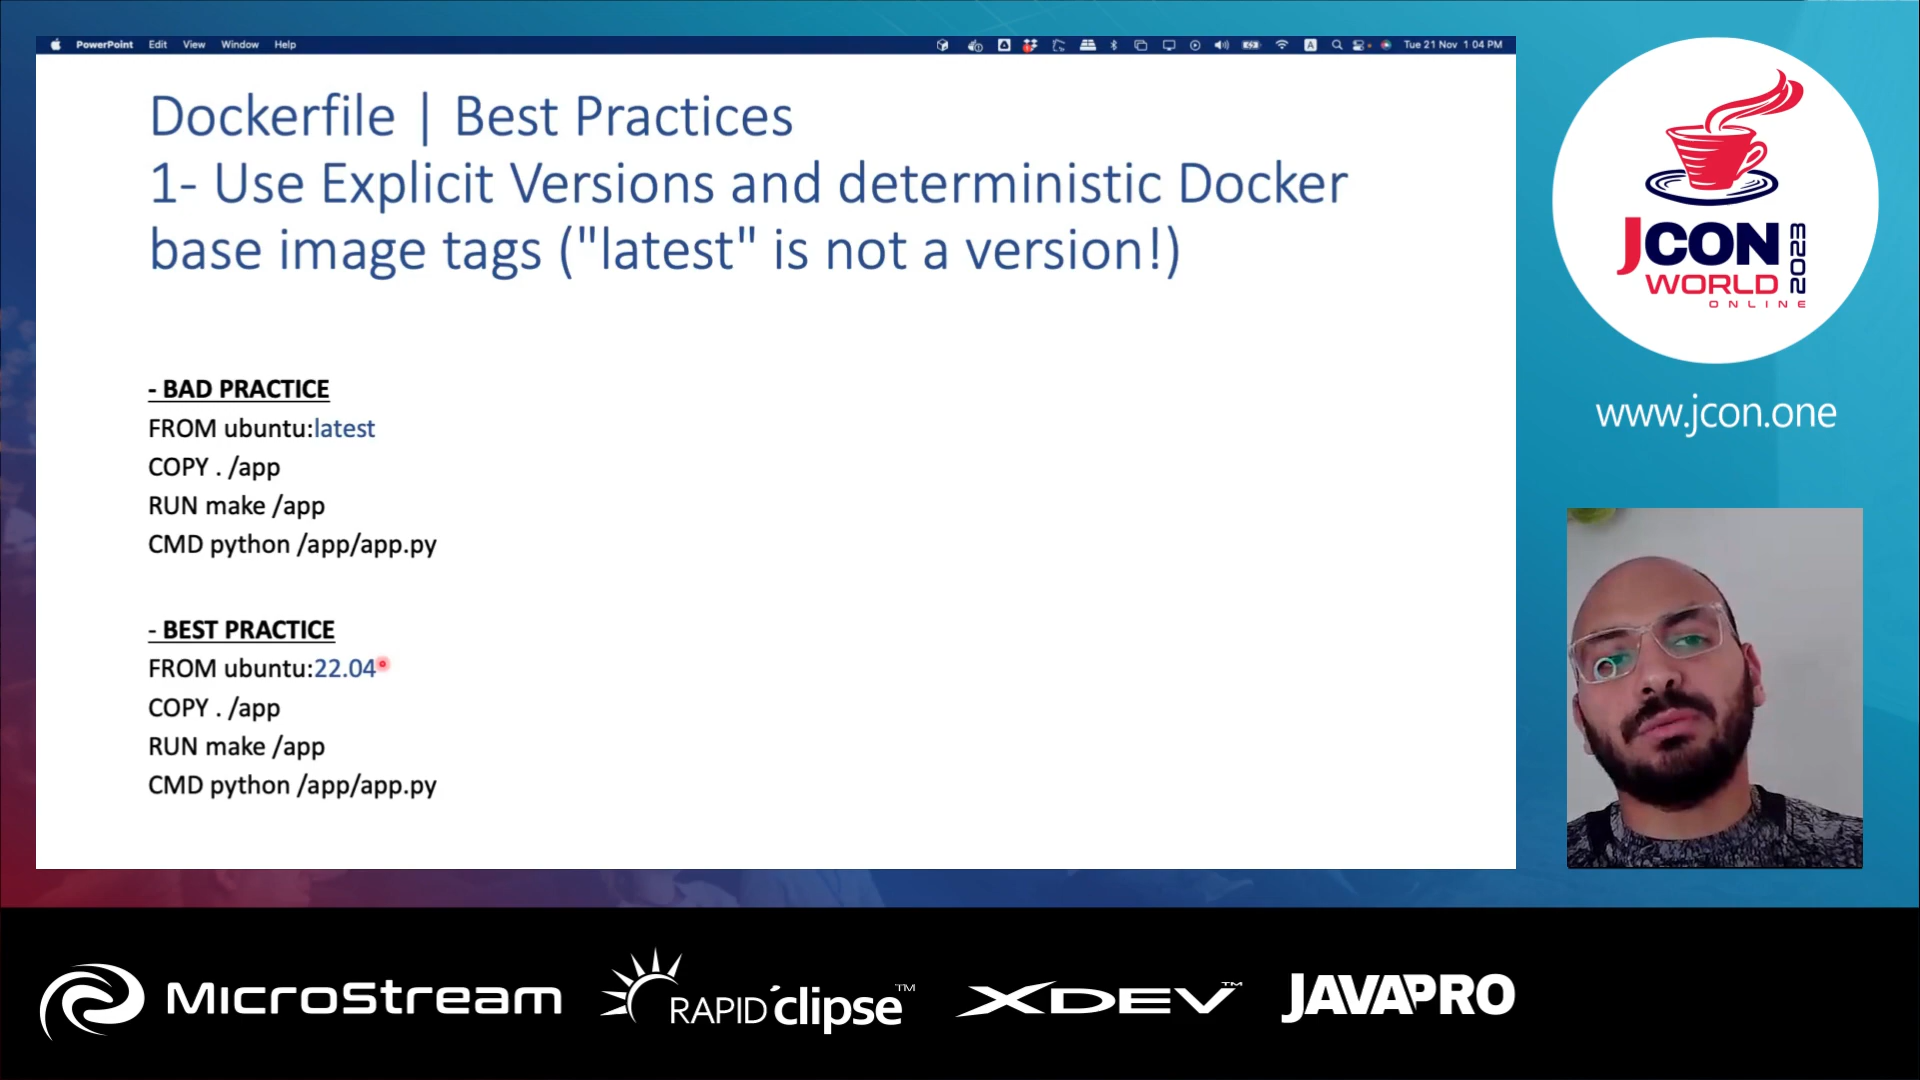 PowerPoint Edit View Window Help
Tue 21 Nov 1 04 PM
Dockerfile | Best Practices
1- Use Explicit Versions and deterministic Docker
base image tags ("latest" is not a version!)
- BAD PRACTICE
FROM ubuntu:latest
COPY . /app
RUN make /app
CMD python /app/app.py
- BEST PRACTICE
FROM ubuntu:22.04
COPY . /app
RUN make /app
CMD python /app/app.py
JCON
WORLD
ONLINE
2023
www.jcon.one
MicroStream
RAPID'clipse™
XDEV™
JAVAPRO